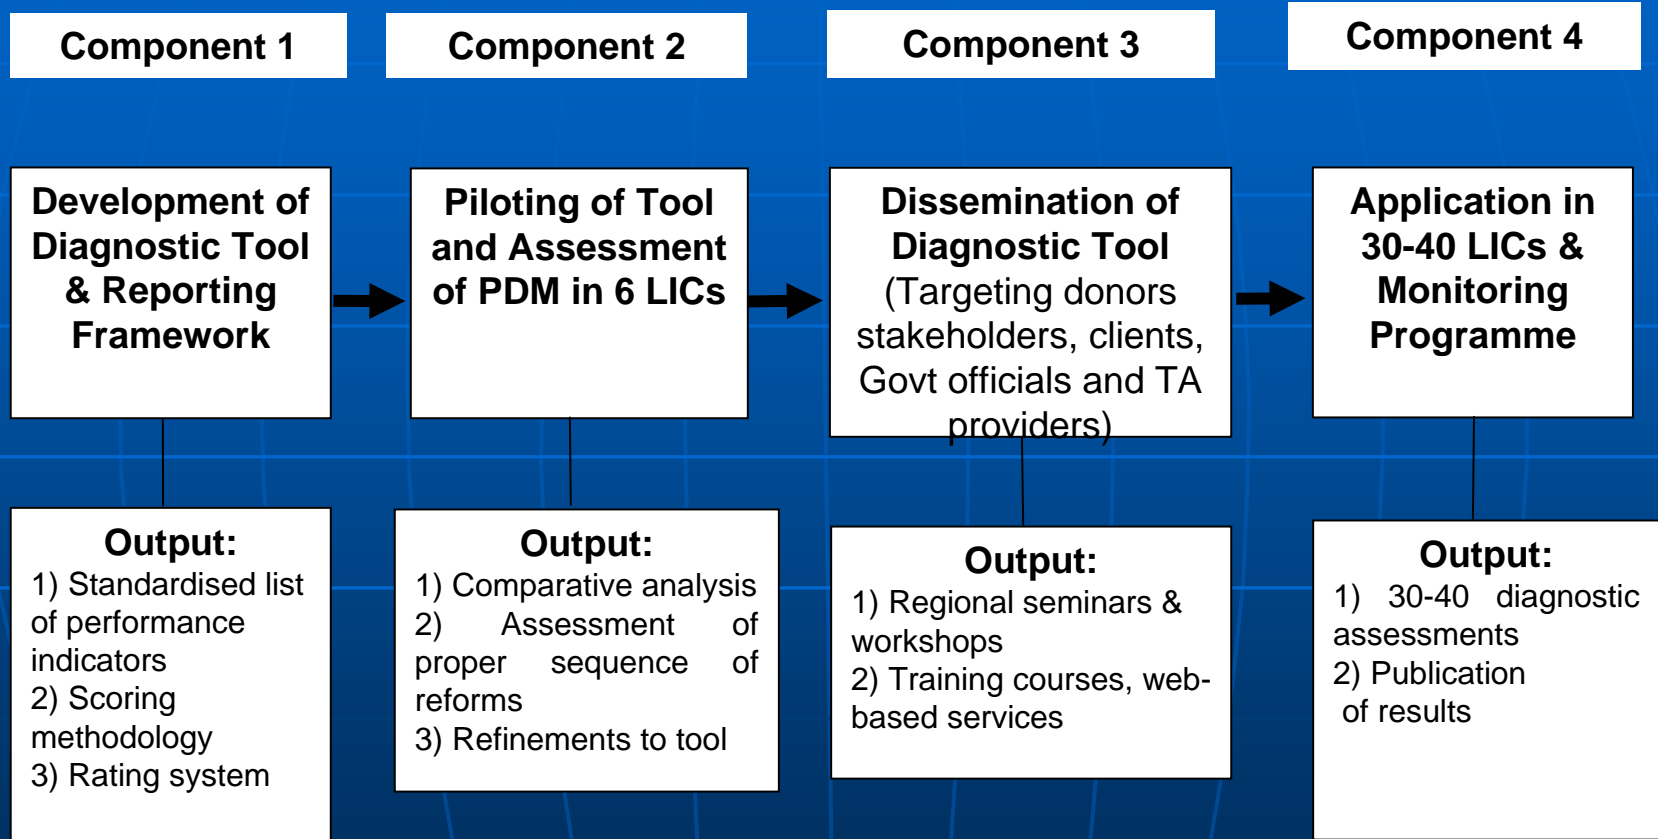 Component 1
Component 2
Component 3
Component 4
Development of
Diagnostic Tool
& Reporting
Framework
Piloting of Tool
and Assessment
of PDM in 6 LICs
Dissemination of
Diagnostic Tool
(Targeting donors
stakeholders, clients,
Govt officials and TA
providers)
Application in
30-40 LICs &
Monitoring
Programme
Output:
1) Standardised list
of performance
indicators
2) Scoring
methodology
3) Rating system
Output:
1) Comparative analysis
2) Assessment of
proper sequence of
reforms
3) Refinements to tool
Output:
1) Regional seminars &
workshops
2) Training courses, web-
based services
Output:
1) 30-40 diagnostic
assessments
2) Publication
of results